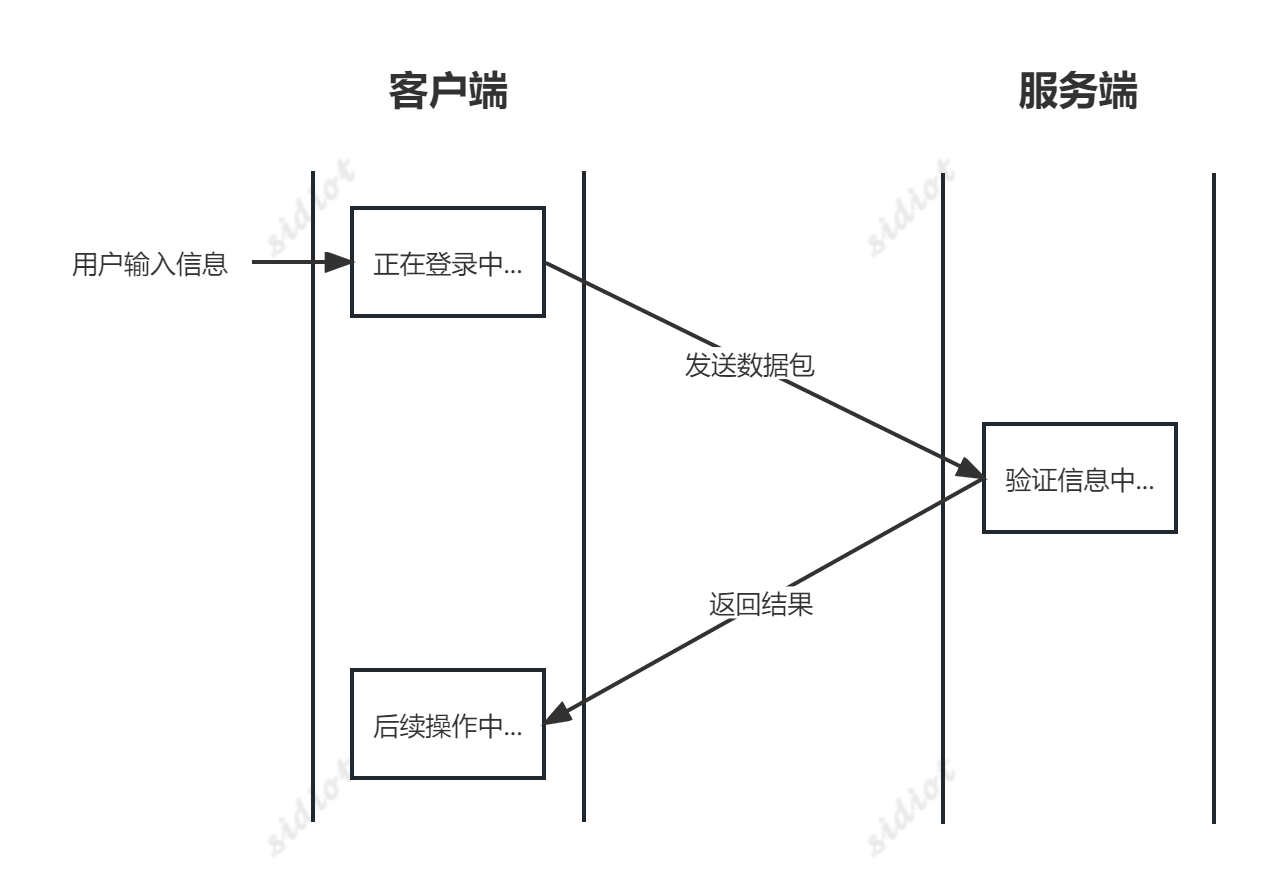 客户端
服务端
sidiot
sidiot
用户输入信息
正在登录中...
发送数据包
验证信息中...
返回结果
后续操作中...
sidiot
sidiot